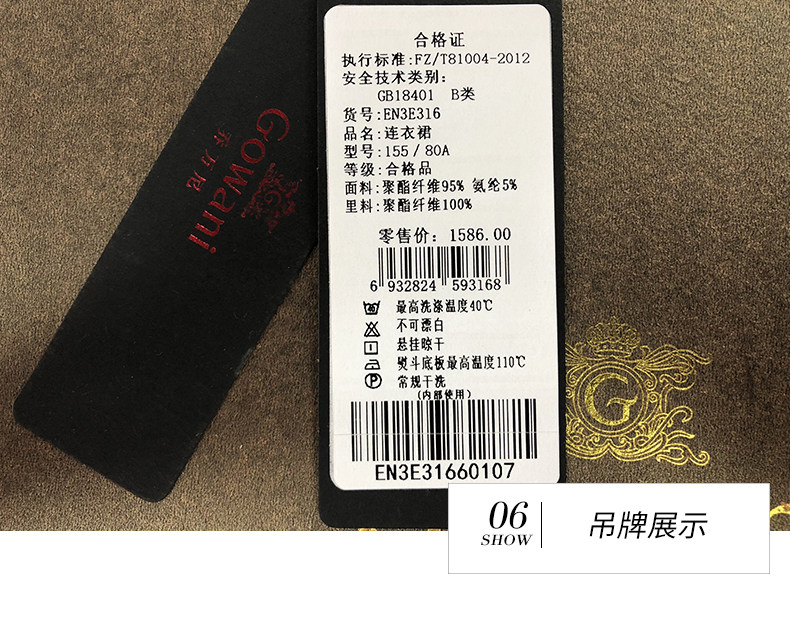 合格证
执行标准:FZ/T81004-2012
安全技术类别:
GB18401 B类
货号:EN3E316
品名:连衣裙
型号:155/80A
等级:合格品
面料:聚酯纤维95% 氨纶5%
里料:聚酯纤维100%
零售价: 1586.00
6 932824 593168
40
最高洗涤温度40℃
不可漂白
悬挂晾干
熨斗底板最高温度110℃
P
常规干洗
(内部使用)
EN3E31660107
Gowani
乔万尼
G
G
06
SHOW
吊牌展示